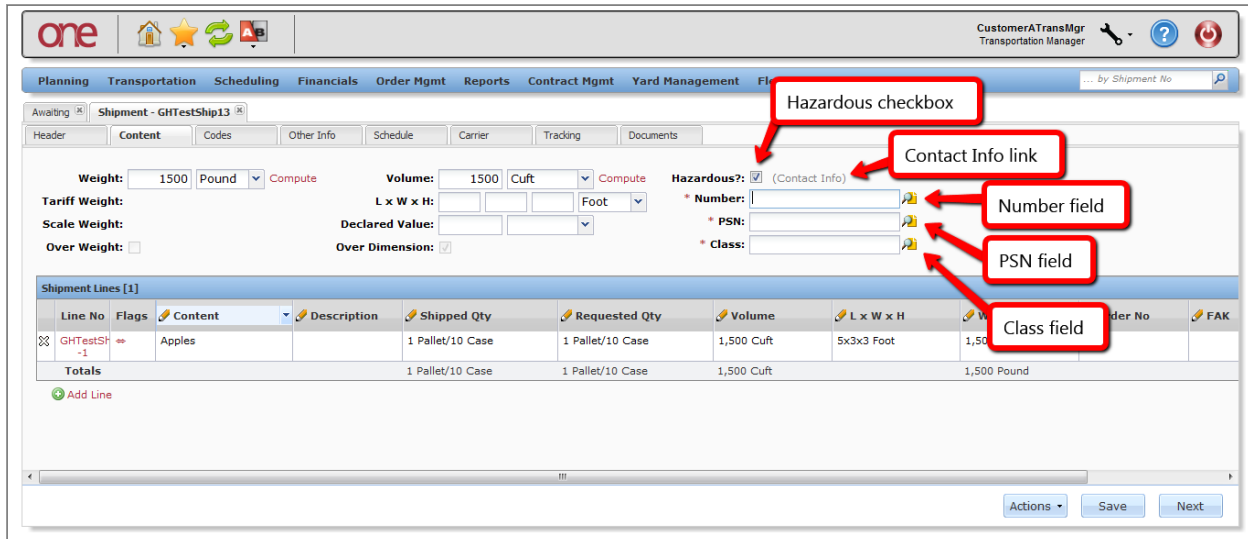 one
AB
CustomerATransMgr
Transportation Manager
?
Planning Transportation Scheduling Financials Order Mgmt Reports Contract Mgmt Yard Management
... by Shipment No
Hazardous checkbox
Awaiting Shipment - GHTestShip13
Header Content Codes Other Info Schedule Carrier Tracking Documents
Contact Info link
Weight: 1500 Pound Compute Volume: 1500 Cuft Compute Hazardous?: (Contact Info)
Tariff Weight: L x W x H: Foot * Number:
Number field
Scale Weight: Declared Value: * PSN:
Over Weight: Over Dimension: * Class:
PSN field
Shipment Lines [1]
Line No Flags Content Description Shipped Qty Requested Qty Volume L x W x H No FAK
Class field
GHTestSh Apples 1 Pallet/10 Case 1 Pallet/10 Case 1,500 Cuft 5x3x3 Foot
-1
Totals 1 Pallet/10 Case 1 Pallet/10 Case 1,500 Cuft 1,500 Pound
Add Line
Actions Save Next